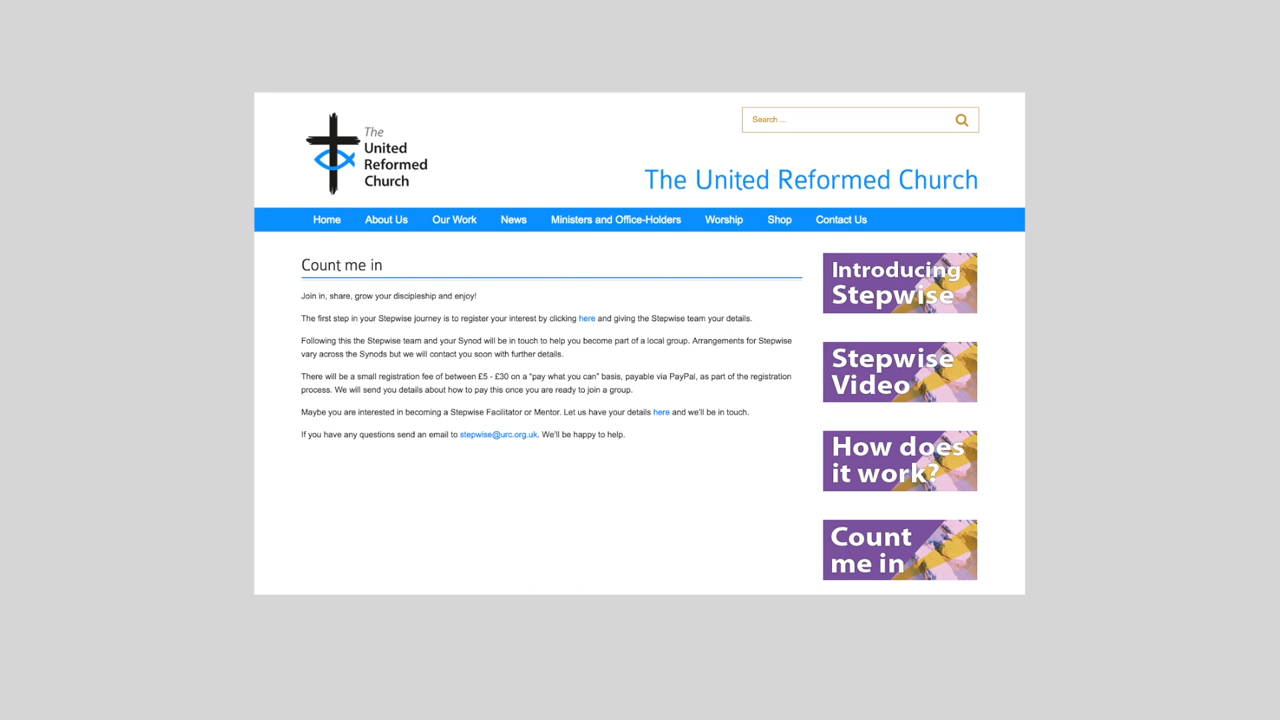 The
United
Reformed
Church
Search ...
The United Reformed Church
Home About Us Our Work News Ministers and Office-Holders Worship Shop Contact Us
Count me in
Join in, share, grow your discipleship and enjoy!
The first step in your Stepwise journey is to register your interest by clicking here and giving the Stepwise team your details.
Following this the Stepwise team and your Synod will be in touch to help you become part of a local group. Arrangements for Stepwise
vary across the Synods but we will contact you soon with further details.
There will be a small registration fee of between £5 - £30 on a “pay what you can” basis, payable via PayPal, as part of the registration
process. We will send you details about how to pay this once you are ready to join a group.
Maybe you are interested in becoming a Stepwise Facilitator or Mentor. Let us have your details here and we'll be in touch.
If you have any questions send an email to stepwise@urc.org.uk. We'll be happy to help.
Introducing
Stepwise
Stepwise
Video
How does
it work?
Count
me in